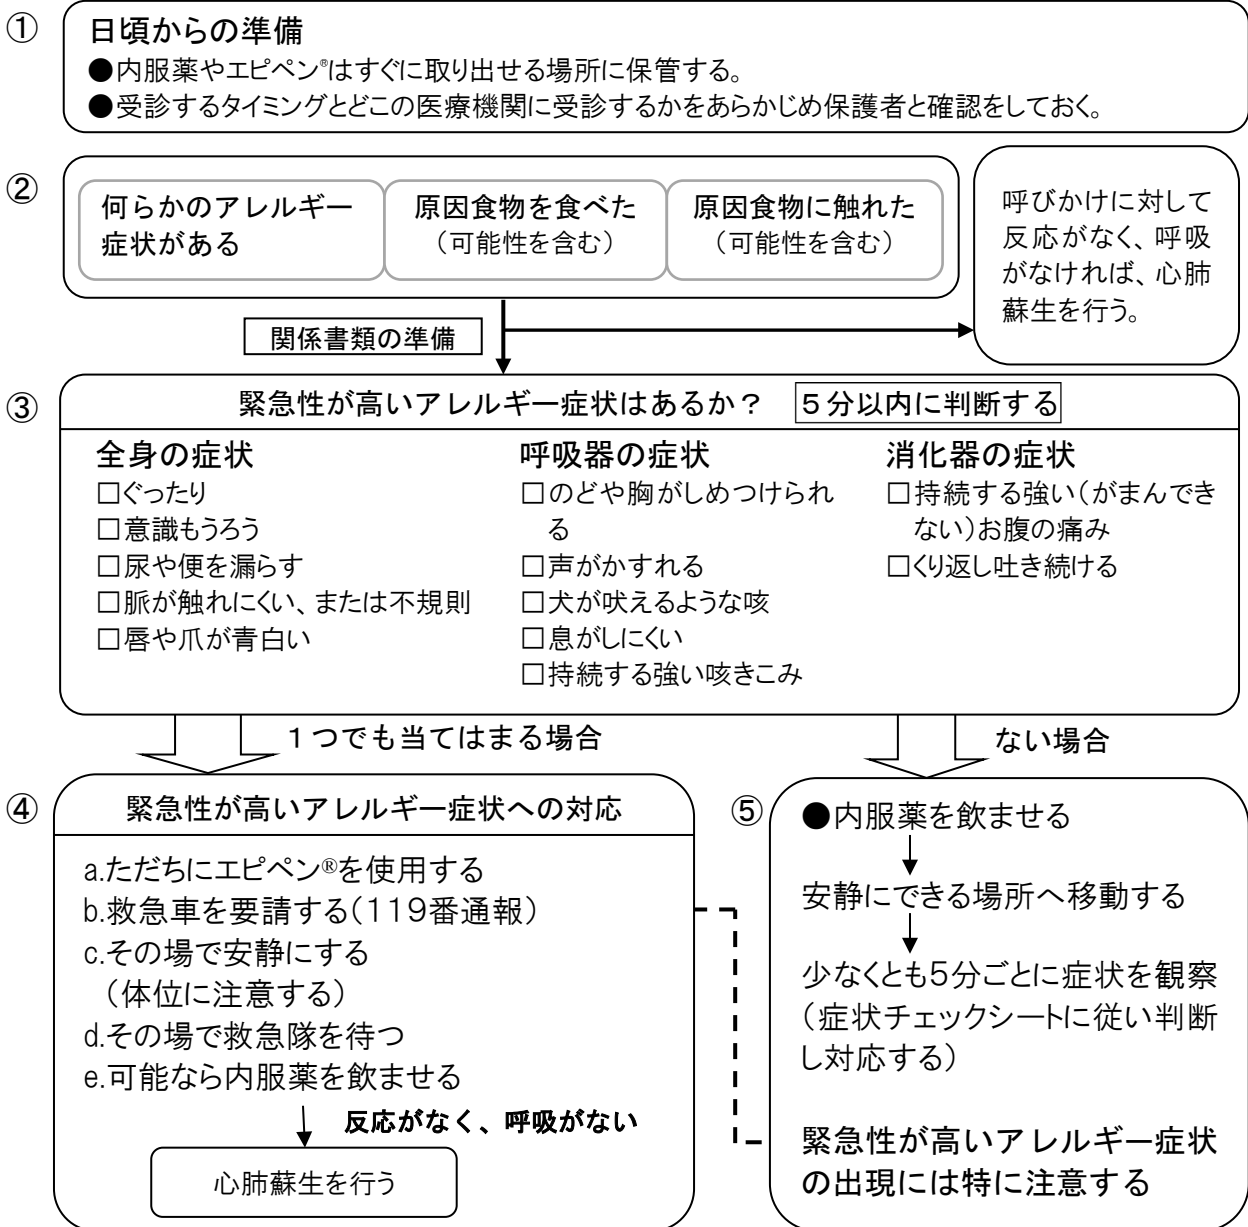 ①
日頃からの準備
●内服薬やエピペン®はすぐに取り出せる場所に保管する。
●受診するタイミングとどこの医療機関に受診するかをあらかじめ保護者と確認をしておく。
②
何らかのアレルギー
症状がある
原因食物を食べた
（可能性を含む）
原因食物に触れた
（可能性を含む）
呼びかけに対して
反応がなく、呼吸
がなければ、心肺
蘇生を行う。
関係書類の準備
③
緊急性が高いアレルギー症状はあるか？
５分以内に判断する
全身の症状
□ぐったり
□意識もうろう
□尿や便を漏らす
□脈が触れにくい、または不規則
□唇や爪が青白い
呼吸器の症状
□のどや胸がしめつけられ
る
□声がかすれる
□犬が吠えるような咳
□息がしにくい
□持続する強い咳きこみ
消化器の症状
□持続する強い（がまんでき
ない）お腹の痛み
□くり返し吐き続ける
１つでも当てはまる場合
ない場合
④
緊急性が高いアレルギー症状への対応
a.ただちにエピペン®を使用する
b.救急車を要請する（119番通報）
c.その場で安静にする
（体位に注意する）
d.その場で救急隊を待つ
e.可能なら内服薬を飲ませる
反応がなく、呼吸がない
心肺蘇生を行う
⑤
●内服薬を飲ませる
安静にできる場所へ移動する
少なくとも5分ごとに症状を観察
（症状チェックシートに従い判断
し対応する）
緊急性が高いアレルギー症状
の出現には特に注意する